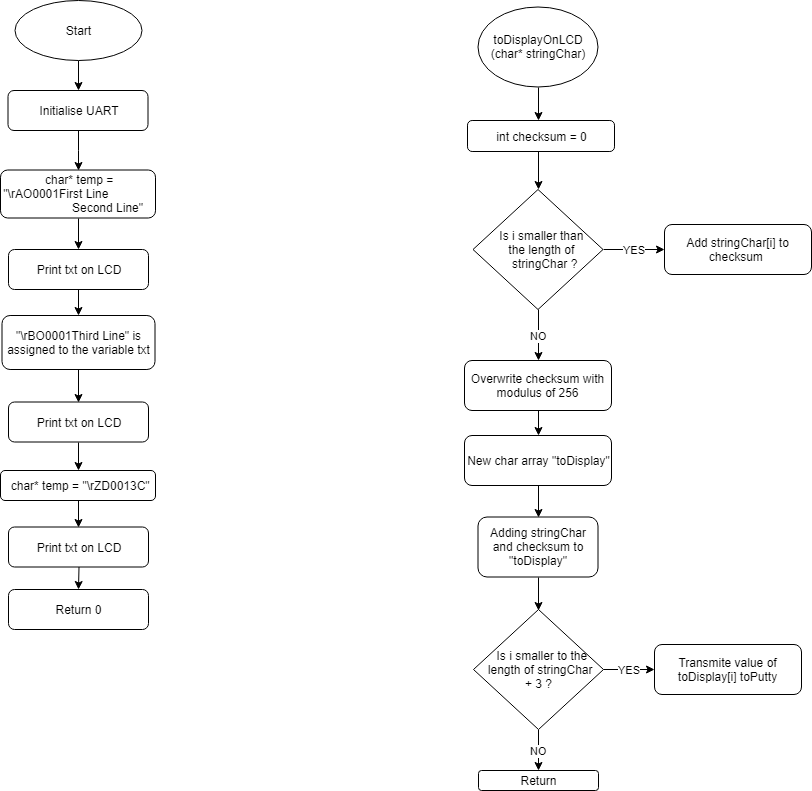 Start
Initialise UART
char* temp =
"\rAO0001First Line
Second Line"
Print txt on LCD
"\rBO0001Third Line" is
assigned to the variable txt
Print txt on LCD
char* temp = "\rZD0013C"
Print txt on LCD
Return 0
toDisplayOnLCD
(char* stringChar)
int checksum = 0
Is i smaller than
the length of
stringChar ?
YES
Add stringChar[i] to
checksum
NO
Overwrite checksum with
modulus of 256
New char array "toDisplay"
Adding stringChar
and checksum to
"toDisplay"
Is i smaller to the
length of stringChar
+ 3 ?
YES
Transmite value of
toDisplay[i] toPutty
NO
Return